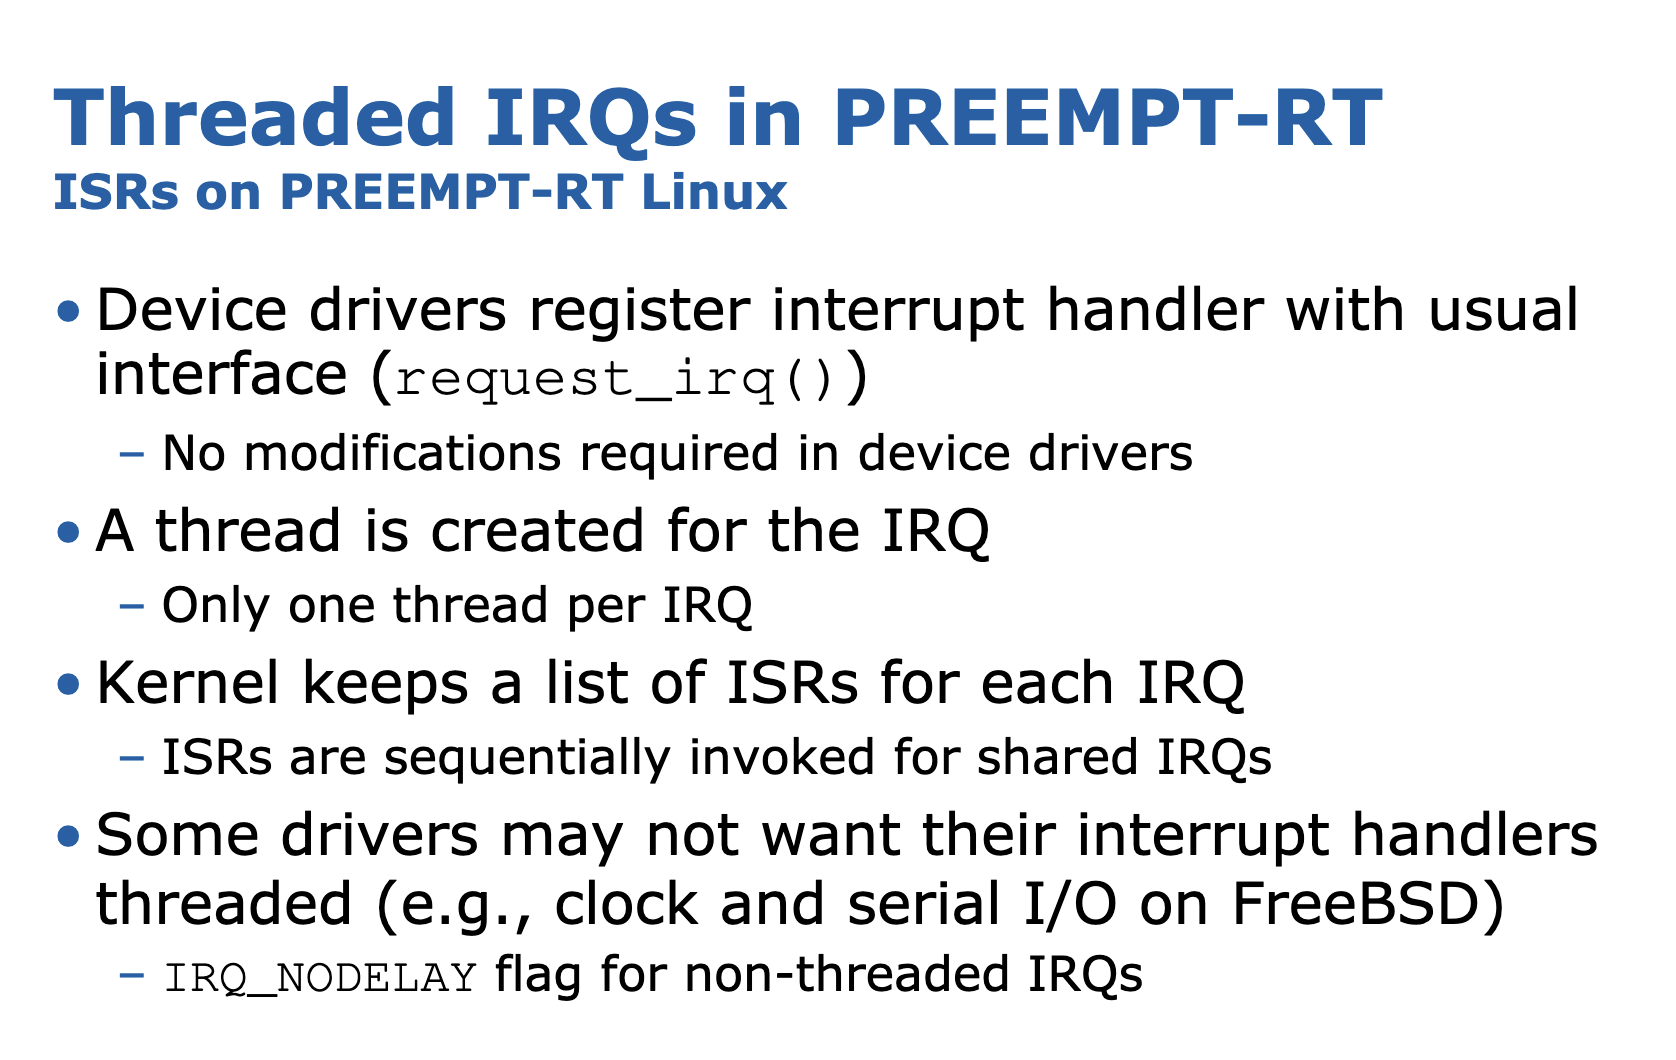 Threaded IRQs in PREEMPT-RT
ISRs on PREEMPT-RT Linux
• Device drivers register interrupt handler with usual
interface (request_irq())
– No modifications required in device drivers
• A thread is created for the IRQ
– Only one thread per IRQ
• Kernel keeps a list of ISRs for each IRQ
– ISRs are sequentially invoked for shared IRQs
• Some drivers may not want their interrupt handlers
threaded (e.g., clock and serial I/O on FreeBSD)
– IRQ_NODELAY flag for non-threaded IRQs